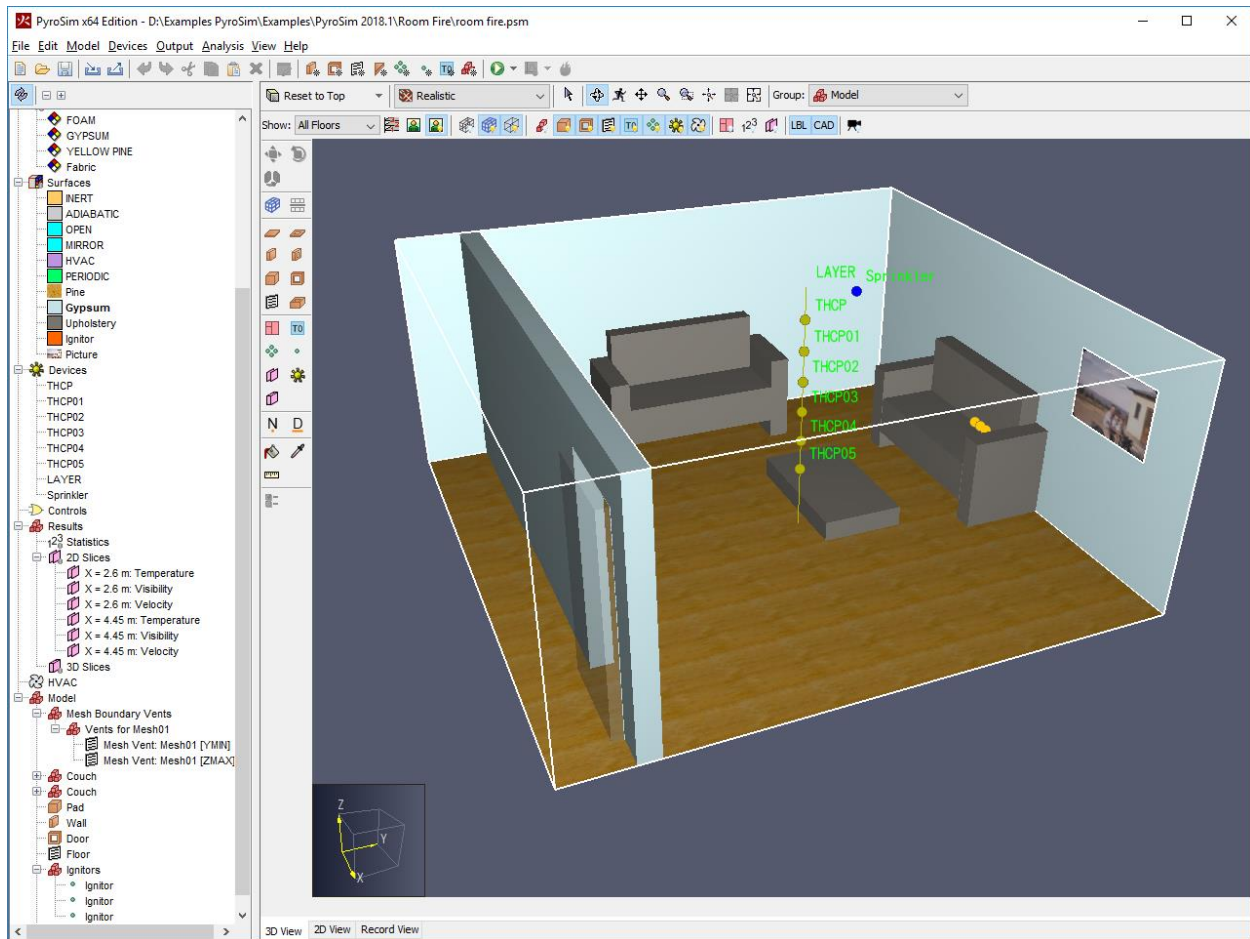 PyroSim x64 Edition - D:\Examples PyroSim\Examples\PyroSim 2018.1\Room Fire\room fire.psm
File Edit Model Devices Output Analysis View Help
Reset to Top Realistic Group: Model
Show: All Floors LBL CAD
FOAM
GYPSUM
YELLOW PINE
Fabric
Surfaces
INERT
ADIABATIC
OPEN
MIRROR
HVAC
PERIODIC
Pine
Gypsum
Upholstery
Ignitor
Picture
Devices
THCP
THCP01
THCP02
THCP03
THCP04
THCP05
LAYER
Sprinkler
Controls
Results
Statistics
2D Slices
X = 2.6 m: Temperature
X = 2.6 m: Visibility
X = 2.6 m: Velocity
X = 4.45 m: Temperature
X = 4.45 m: Visibility
X = 4.45 m: Velocity
3D Slices
HVAC
Model
Mesh Boundary Vents
Vents for Mesh01
Mesh Vent: Mesh01 [YMIN]
Mesh Vent: Mesh01 [ZMAX]
Couch
Couch
Pad
Wall
Door
Floor
Ignitors
Ignitor
Ignitor
Ignitor
N D
LAYER Sprinkler
THCP
THCP01
THCP02
THCP03
THCP04
THCP05
Z
Y
X
3D View 2D View Record View